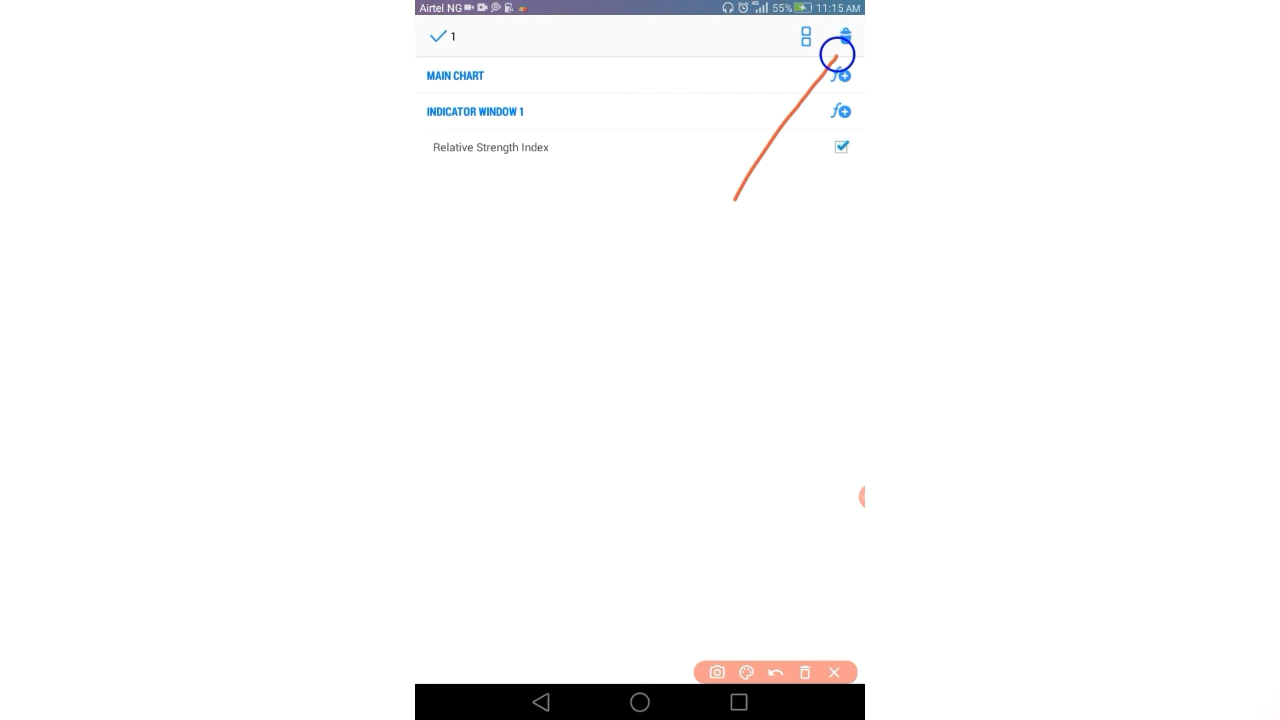 Airtel NG 55% 11:15 AM
1
MAIN CHART
INDICATOR WINDOW 1
Relative Strength Index